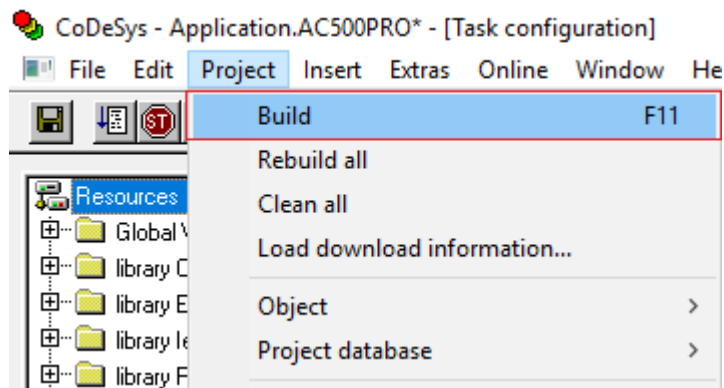 CoDeSys - Application.AC500PRO* - [Task configuration]
File Edit Project Insert Extras Online Window He
Build F11
Rebuild all
Resources
Clean all
Global V
Load download information...
library C
library E
Object
library Ie
Project database
library F